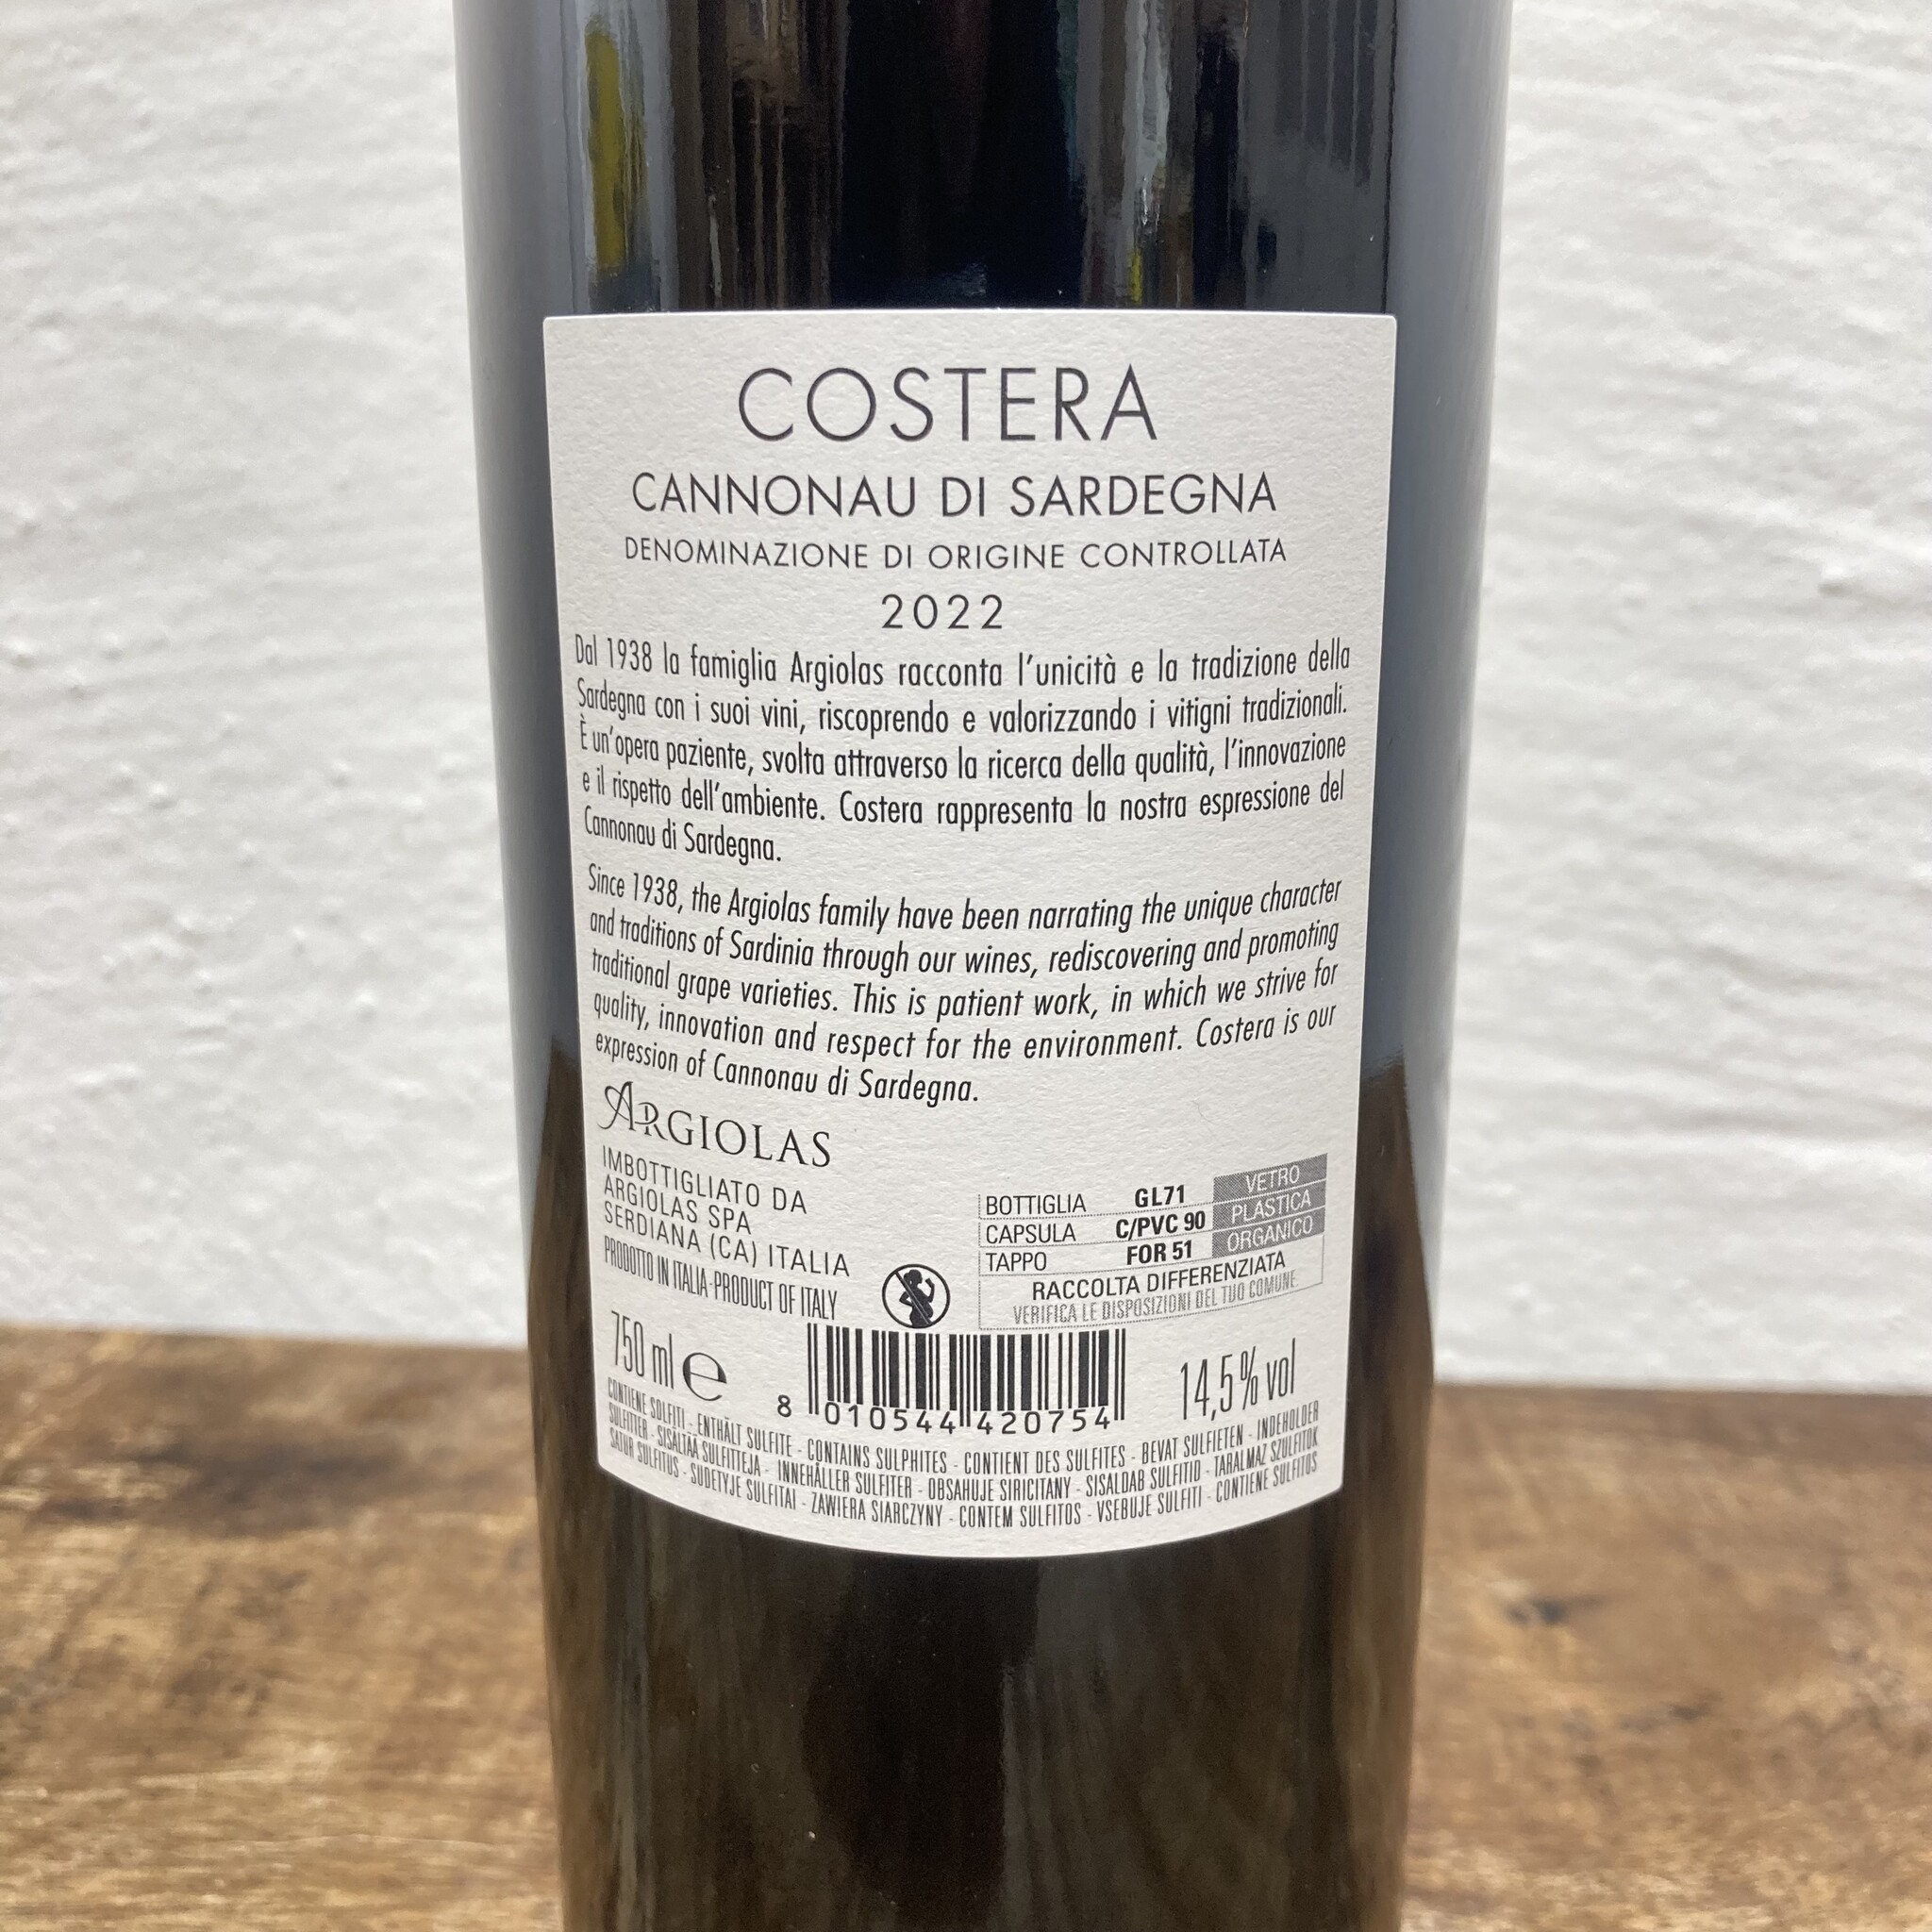 COSTERA
CANNONAU DI SARDEGNA
DENOMINAZIONE DI ORIGINE CONTROLLATA
2022
Dal 1938 la famiglia Argiolas racconta l'unicità e la tradizione della
Sardegna con i suoi vini, riscoprendo e valorizzando i vitigni tradizionali.
È un'opera paziente, svolta attraverso la ricerca della qualità, l'innovazione
e il rispetto dell'ambiente. Costera rappresenta la nostra espressione del
Cannonau di Sardegna.
Since 1938, the Argiolas family have been narrating the unique character
and traditions of Sardinia through our wines, rediscovering and promoting
traditional grape varieties. This is patient work, in which we strive for
quality, innovation and respect for the environment. Costera is our
expression of Cannonau di Sardegna.
ARGIOLAS
IMBOTTIGLIATO DA
ARGIOLAS SPA
SERDIANA (CA) ITALIA
PRODOTTO IN ITALIA-PRODUCT OF ITALY
BOTTIGLIA GL71 VETRO
CAPSULA C/PVC 90 PLASTICA
TAPPO FOR 51 ORGANICO
RACCOLTA DIFFERENZIATA
VERIFICA LE DISPOSIZIONI DEL TUO COMUNE.
750 ml e
8 010544 420754
14,5% vol
CONTIENE SOLFITI - ENTHÄLT SULFITE - CONTAINS SULPHITES - CONTIENT DES SULFITES - BEVAT SULFIETEN - INDEHOLDER
SULFITTER - SISÄLTÄÄ SULFIITTEJA - INNEHÅLLER SULFITER - OBSAHUJE SIRICITANY - SISALDAB SULFITID - TARALMAZ SZULFITOK
SATUR SULFITUS - SUDETYJE SULFITAI - ZAWIERA SIARCZYNY - CONTEM SULFITOS - VSEBUJE SULFITI - CONTIENE SULFITOS